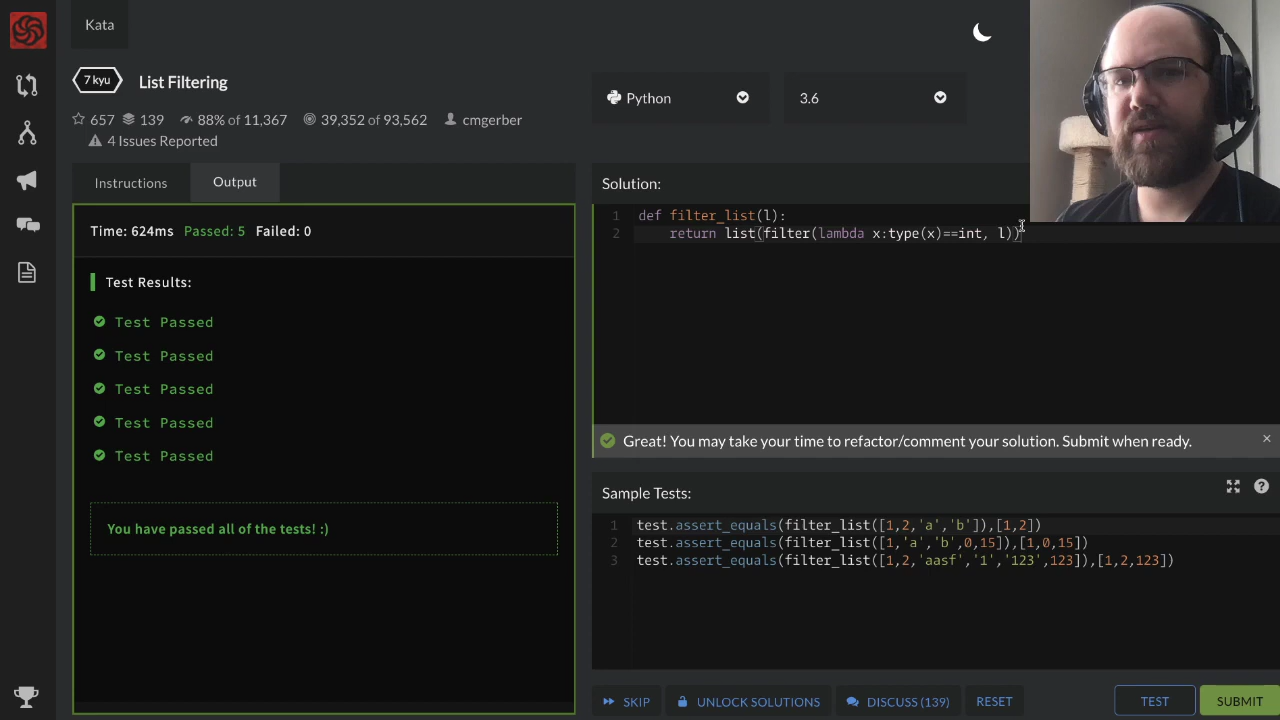 Kata
7 kyu
List Filtering
657 139 88% of 11,367 39,352 of 93,562 cmgerber
4 Issues Reported
Python
3.6
Instructions
Output
Time: 624ms Passed: 5 Failed: 0
Test Results:
Test Passed
Test Passed
Test Passed
Test Passed
Test Passed
You have passed all of the tests! :)
Solution:
1 def filter_list(l):
2 return list(filter(lambda x:type(x)==int, l))
Great! You may take your time to refactor/comment your solution. Submit when ready.
Sample Tests:
1 test.assert_equals(filter_list([1,2,'a','b']),[1,2])
2 test.assert_equals(filter_list([1,'a','b',0,15]),[1,0,15])
3 test.assert_equals(filter_list([1,2,'aasf','1','123',123]),[1,2,123])
SKIP
UNLOCK SOLUTIONS
DISCUSS (139)
RESET
TEST
SUBMIT